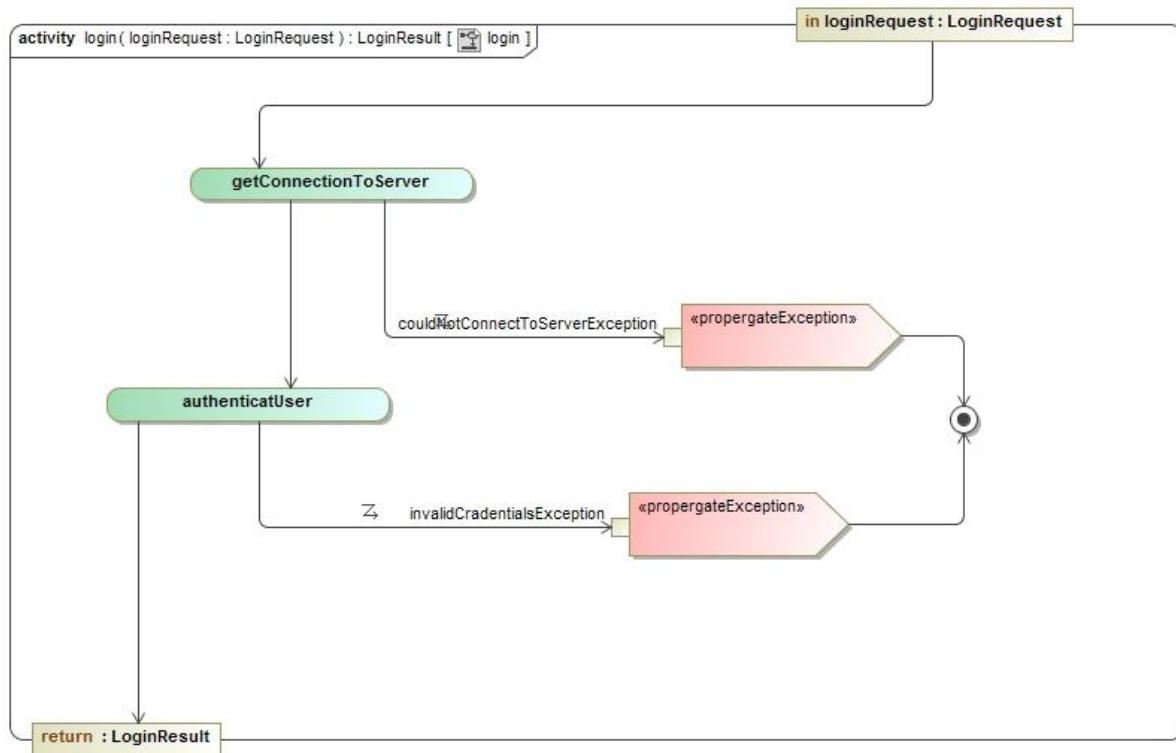 in loginRequest : LoginRequest
activity login ( loginRequest : LoginRequest ) : LoginResult [ login ]
getConnectionToServer
«propergateException»
couldNotConnectToServerException
authenticatUser
«propergateException»
invalidCradentialsException
return : LoginResult